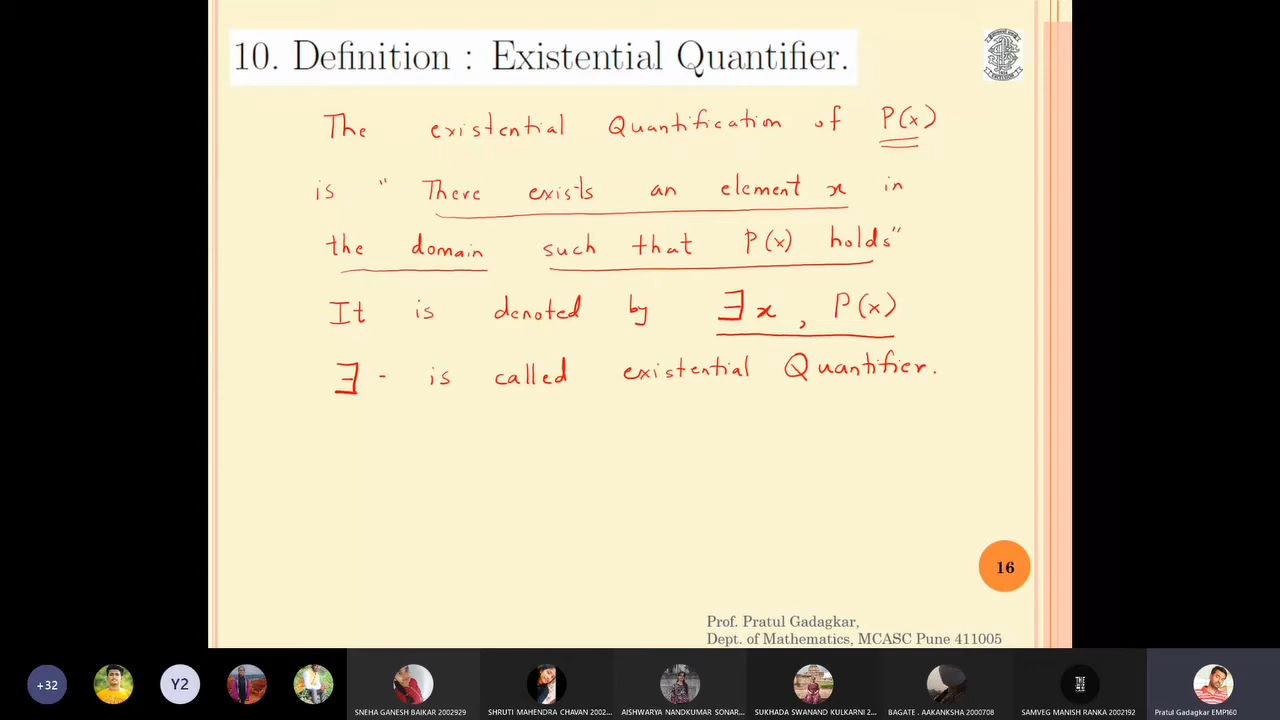 10. Definition : Existential Quantifier.
The existential Quantification of P(x)
is " There exists an element x in
the domain such that P(x) holds"
It is denoted by ∃x , P(x)
∃ - is called existential Quantifier.
16
Prof. Pratul Gadagkar,
Dept. of Mathematics, MCASC Pune 411005
+32
Y2
SNEHA GANESH BAIKAR 2002929
SHRUTI MAHENDRA CHAVAN 2002...
AISHWARYA NANDKUMAR SONAR...
SUKHADA SWANAND KULKARNI 2...
BAGATE . AAKANKSHA 2000708
SAMVEG MANISH RANKA 2002192
Pratul Gadagkar EMP160